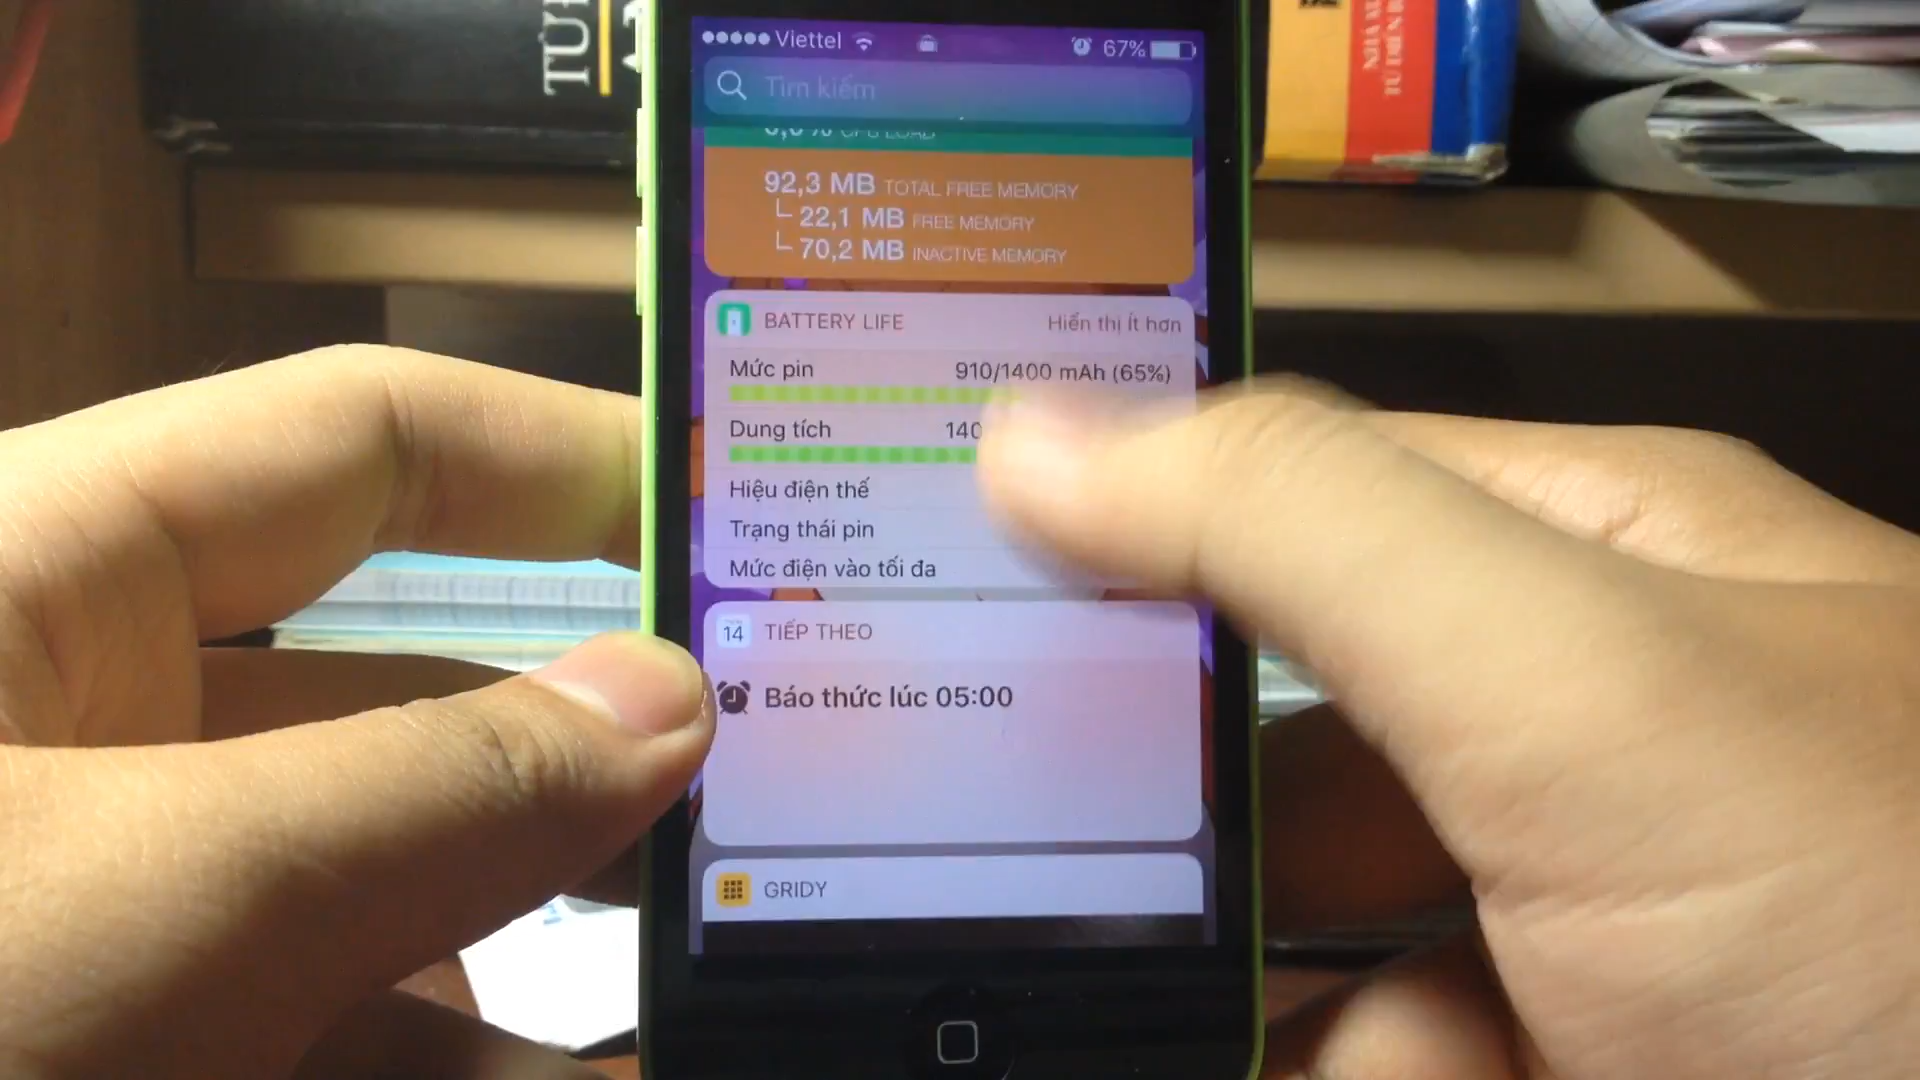 Viettel 67%
Tìm kiếm
CPU LOAD
92,3 MB TOTAL FREE MEMORY
22,1 MB FREE MEMORY
70,2 MB INACTIVE MEMORY
BATTERY LIFE Hiển thị Ít hơn
Mức pin 910/1400 mAh (65%)
Dung tích 140
Hiệu điện thế
Trạng thái pin
Mức điện vào tối đa
14 TIẾP THEO
Báo thức lúc 05:00
GRIDY
TỪ ĐIỂN